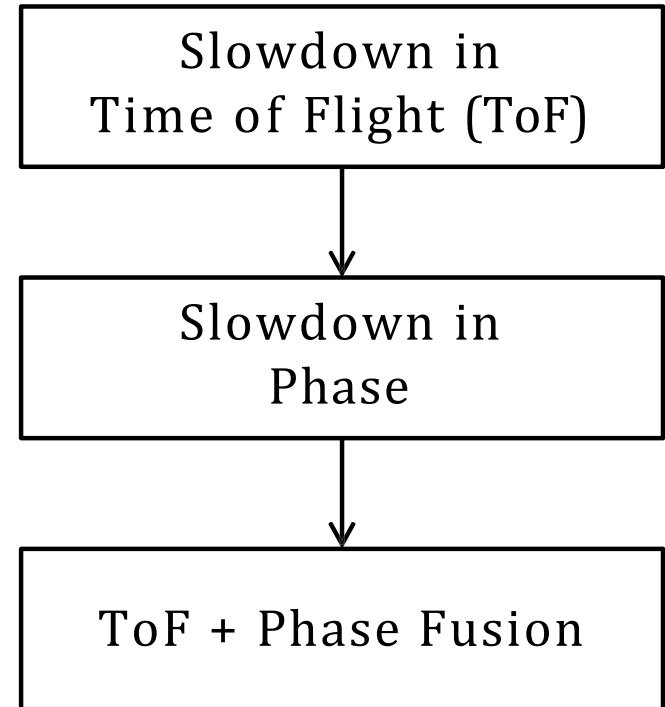 Slowdown in
Time of Flight (ToF)
Slowdown in
Phase
ToF + Phase Fusion